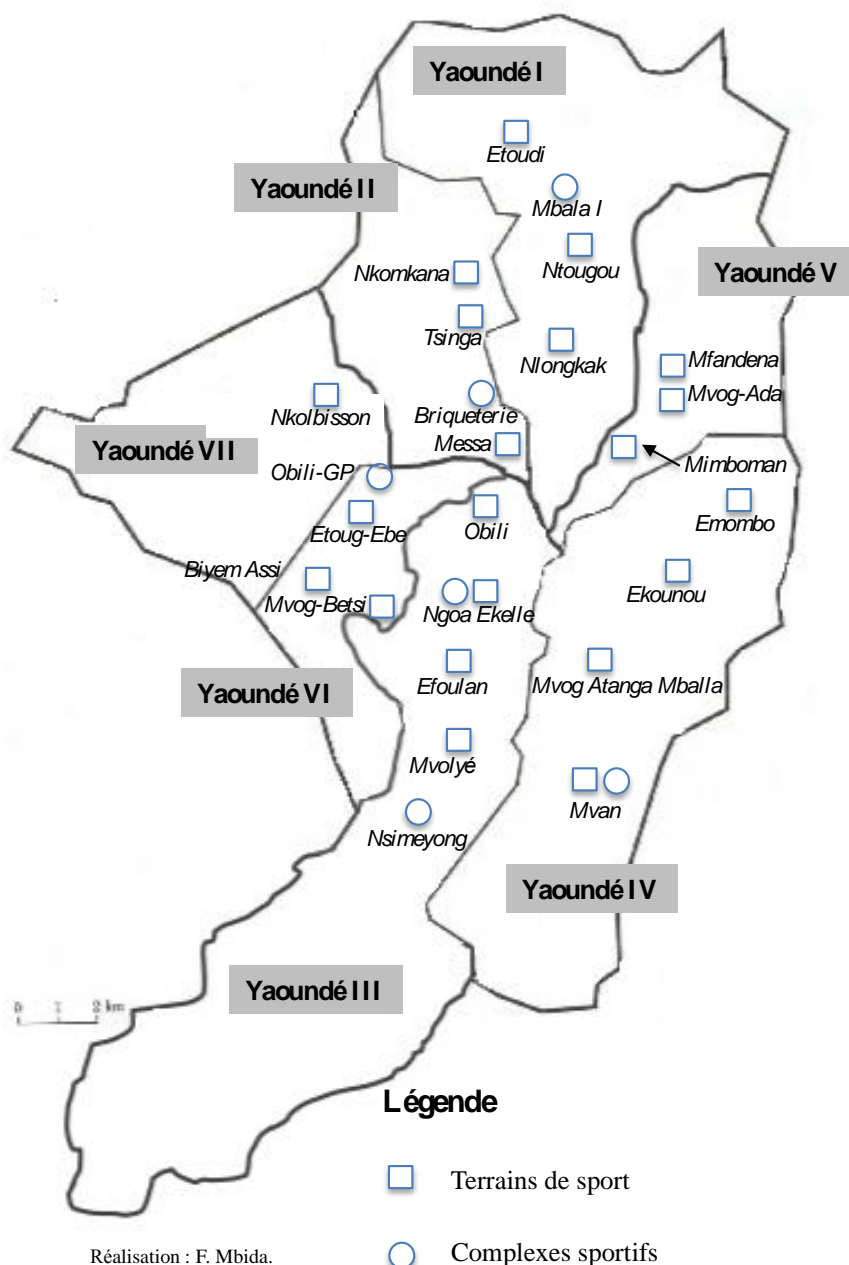 Yaoundé I
Etoudi
Yaoundé II
Mbala I
Nkomkana
Ntougou
Yaoundé V
Tsinga
Nlongkak
Mfandena
Nkolbisson
Briqueterie
Mvog-Ada
Yaoundé VII
Messa
Mimboman
Obili-GP
Etoug-Ebe
Obili
Emombo
Biyem Assi
Mvog-Betsi
Ngoa Ekelle
Ekounou
Yaoundé VI
Efoulan
Mvog Atanga Mballa
Mvolyé
Nsimeyong
Mvan
Yaoundé IV
Yaoundé III
0 1 2 km
Légende
Terrains de sport
Complexes sportifs
Réalisation : F. Mbida.